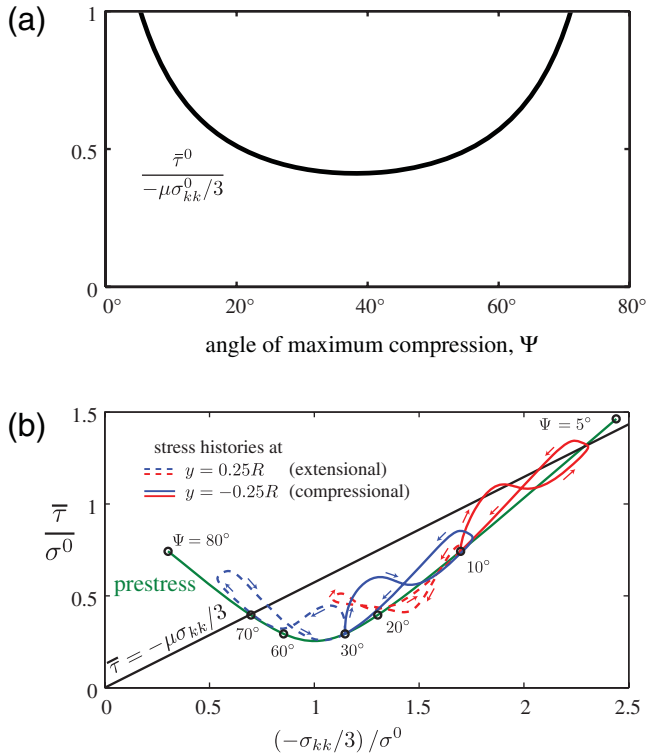 (a)
1
0.5
0
τ̄⁰
−μσ⁰ₖₖ/3
0° 20° 40° 60° 80°
angle of maximum compression, Ψ
(b)
1.5
1
0.5
0
τ̄
σ⁰
stress histories at
y = 0.25R (extensional)
y = −0.25R (compressional)
Ψ = 5°
Ψ = 80°
prestress
10°
70°
60°
30°
20°
τ̄ = −μσₖₖ/3
0 0.5 1 1.5 2 2.5
(−σₖₖ/3) /σ⁰